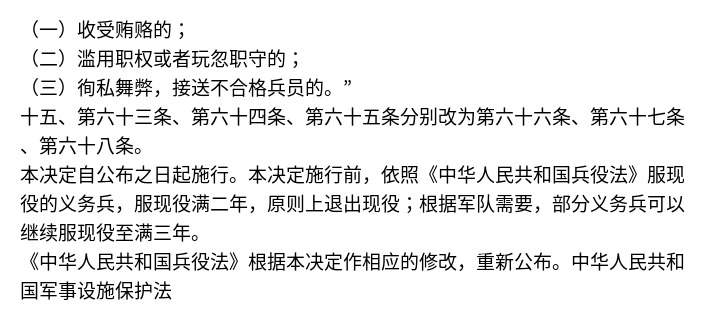 （一）收受贿赂的；
（二）滥用职权或者玩忽职守的；
（三）徇私舞弊，接送不合格兵员的。”
十五、第六十三条、第六十四条、第六十五条分别改为第六十六条、第六十七条
、第六十八条。
本决定自公布之日起施行。本决定施行前，依照《中华人民共和国兵役法》服现
役的义务兵，服现役满二年，原则上退出现役；根据军队需要，部分义务兵可以
继续服现役至满三年。
《中华人民共和国兵役法》根据本决定作相应的修改，重新公布。中华人民共和
国军事设施保护法